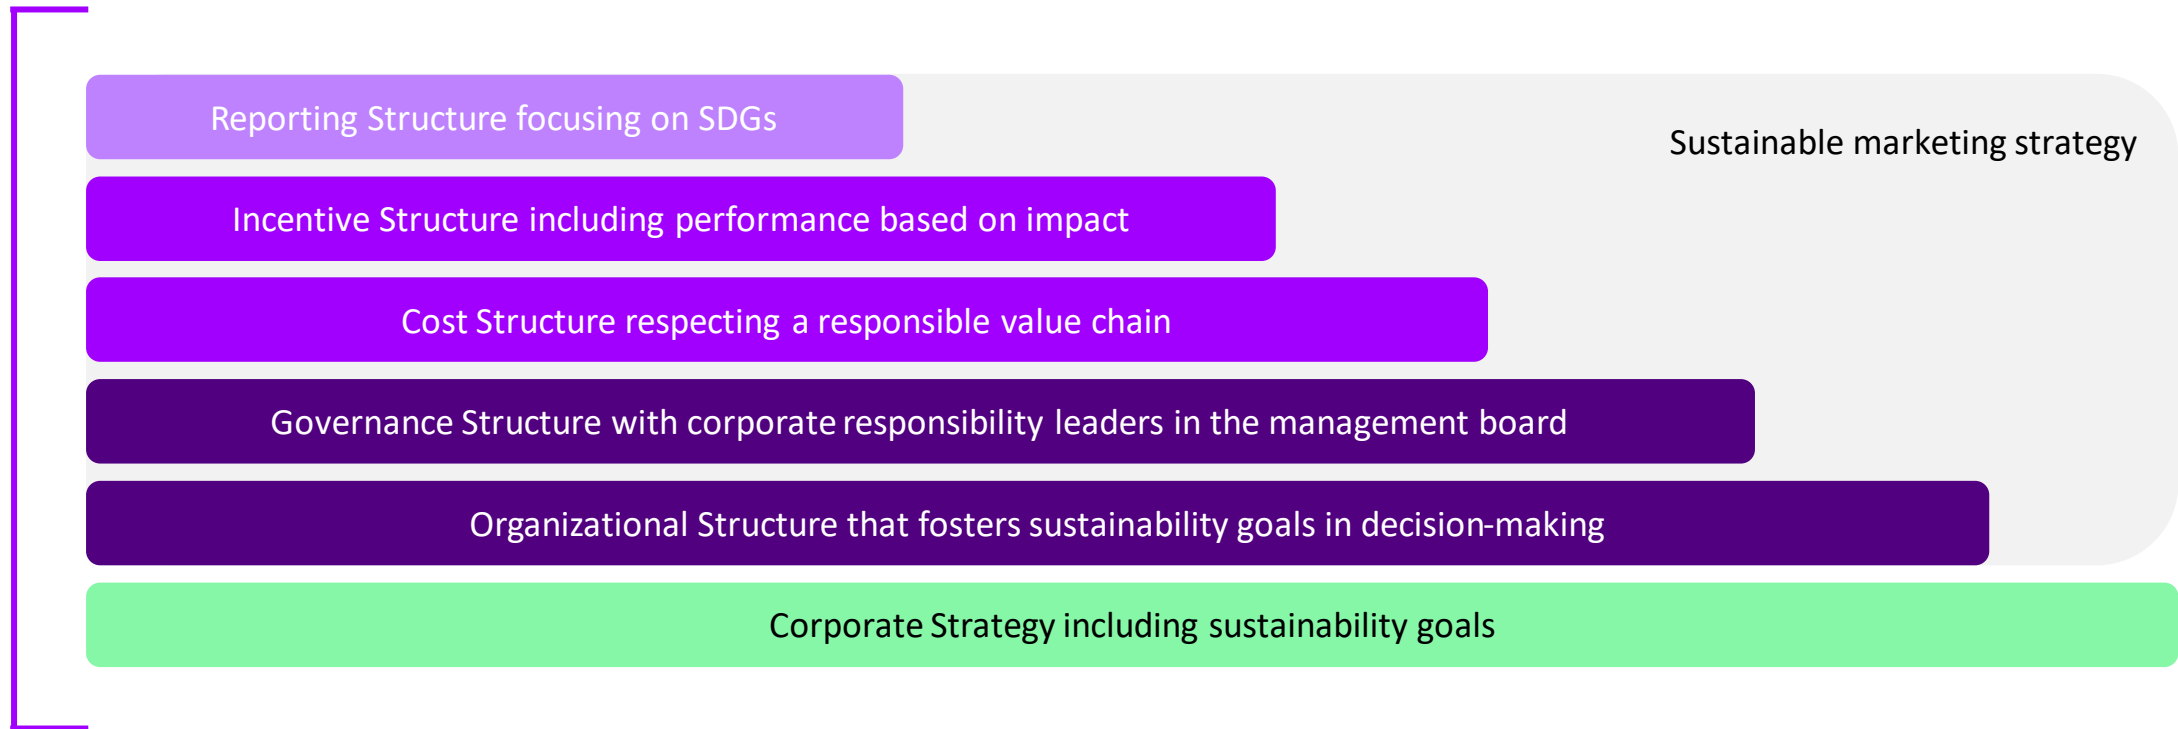 Reporting Structure focusing on SDGs
Sustainable marketing strategy
Incentive Structure including performance based on impact
Cost Structure respecting a responsible value chain
Governance Structure with corporate responsibility leaders in the management board
Organizational Structure that fosters sustainability goals in decision-making
Corporate Strategy including sustainability goals